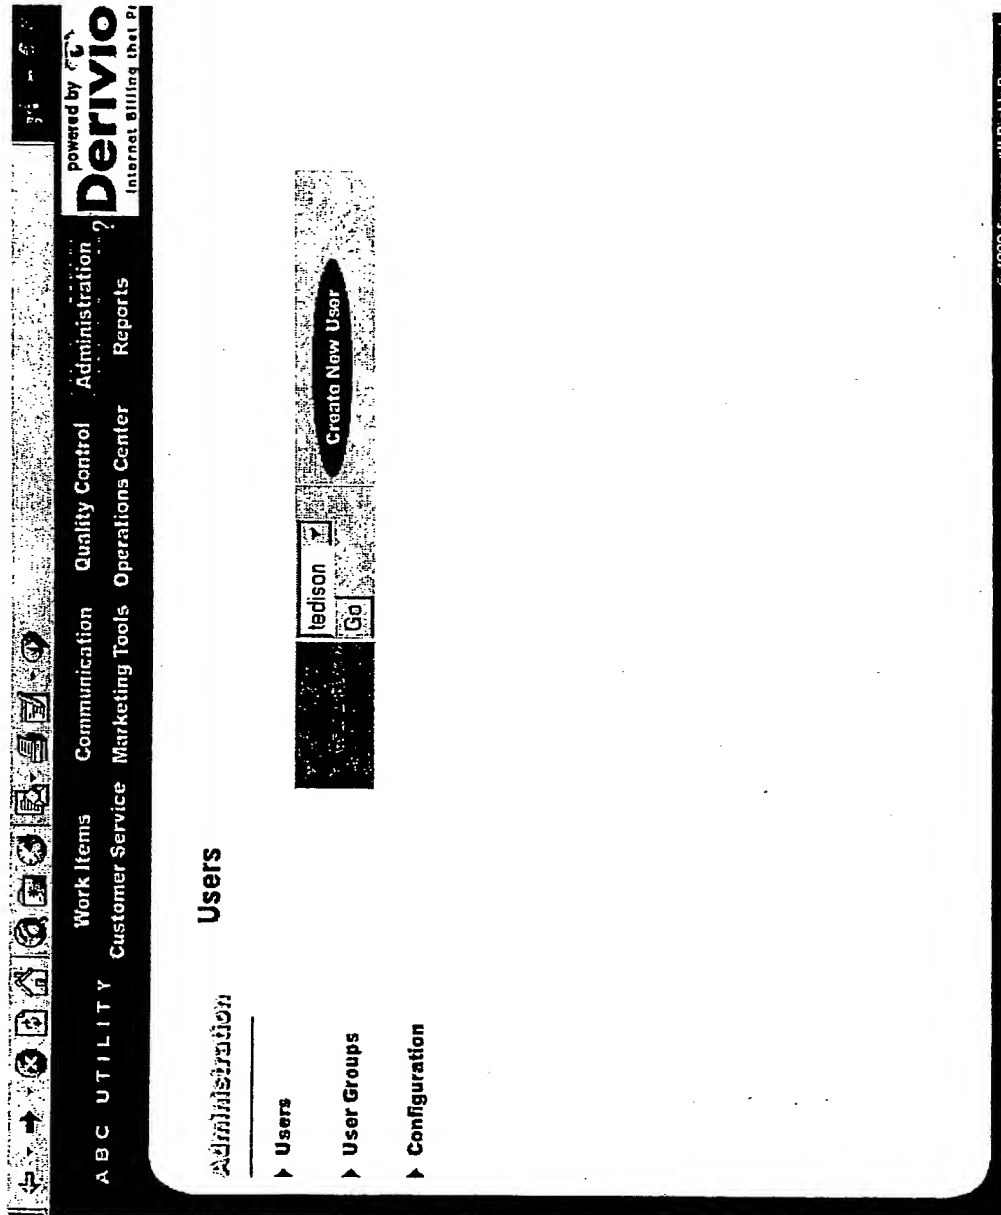 powered by
Derivio
Internet Billing that
ABC UTILITY
Work Items Communication Quality Control Administration ?
Customer Service Marketing Tools Operations Center Reports
Administration
Users
Users
User Groups
Configuration
tedison
Go
Create New User